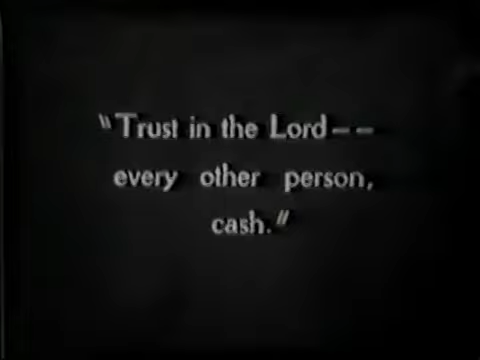 "Trust in the Lord--
every other person,
cash."